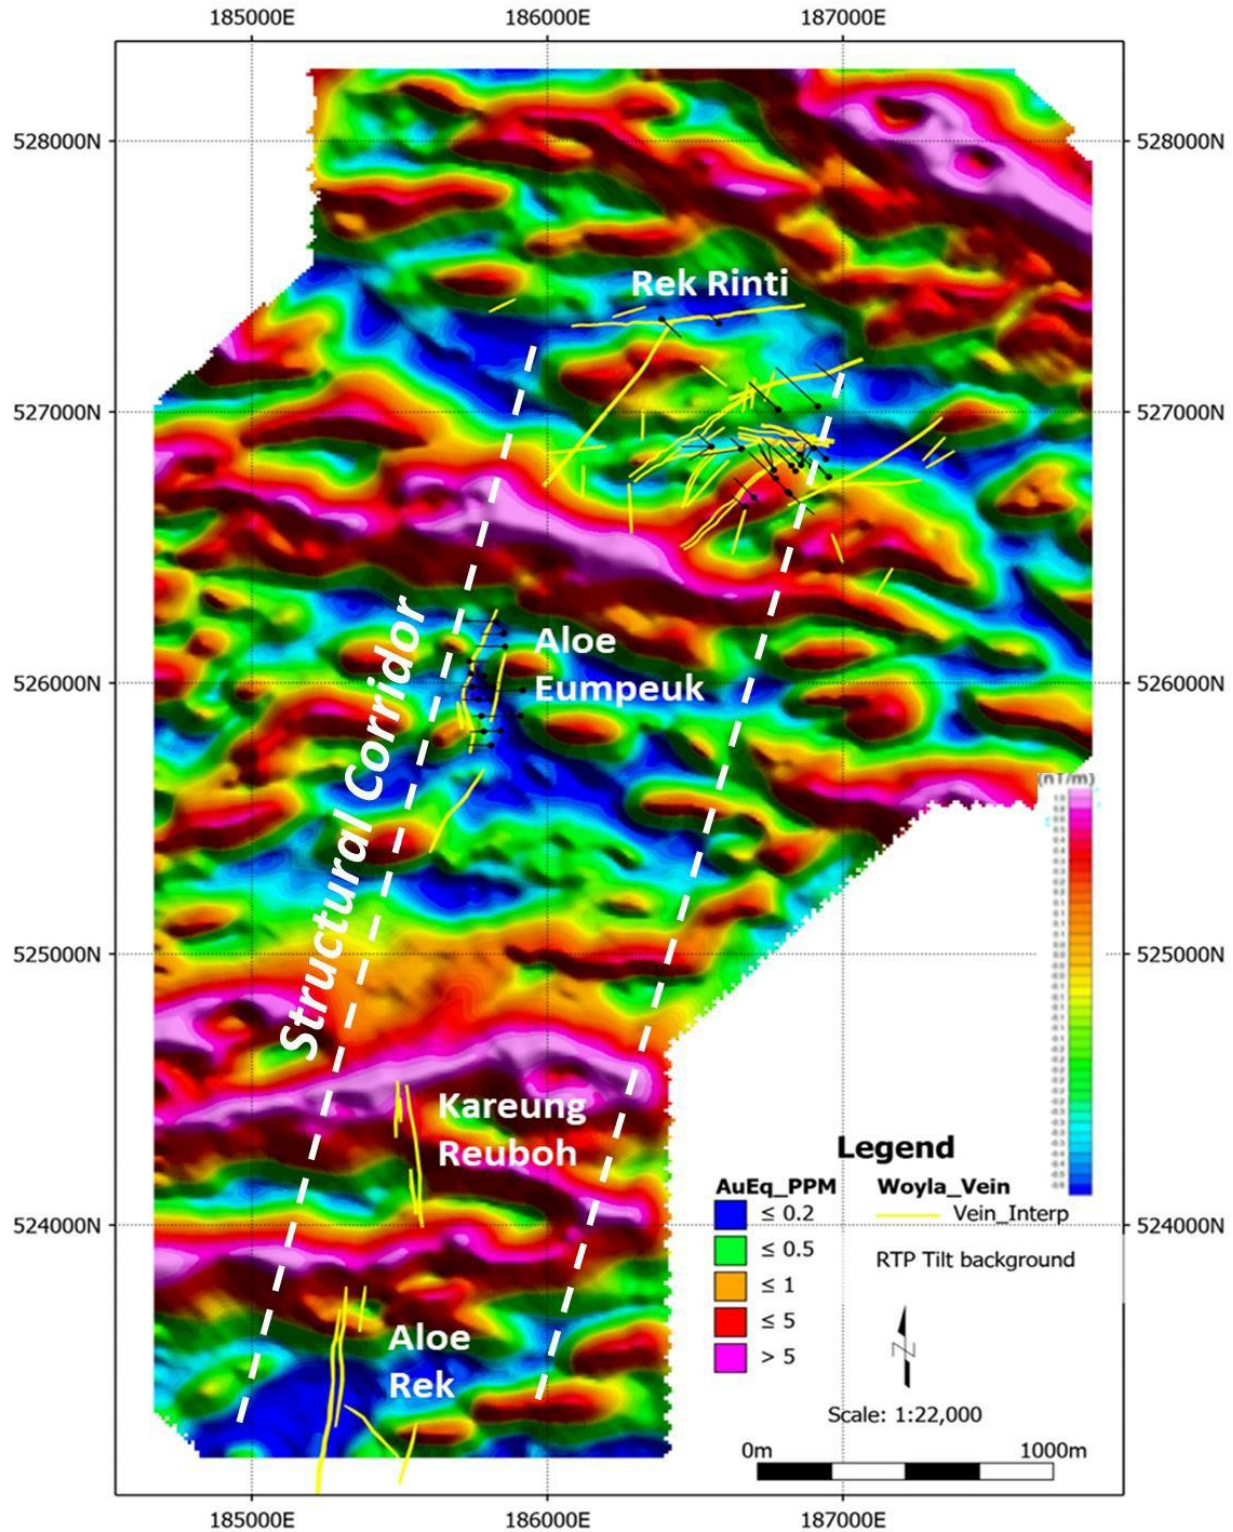 185000E 186000E 187000E
528000N 528000N
Rek Rinti
527000N 527000N
Aloe
Eumpeuk
Structural Corridor
526000N 526000N
(nT/m)
525000N 525000N
Kareung
Reuboh
Legend
AuEq_PPM Woyla_Vein
≤ 0.2 Vein_Interp
524000N 524000N
≤ 0.5
RTP Tilt background
≤ 1
≤ 5
> 5
Aloe
Rek
N
Scale: 1:22,000
0m 1000m
185000E 186000E 187000E